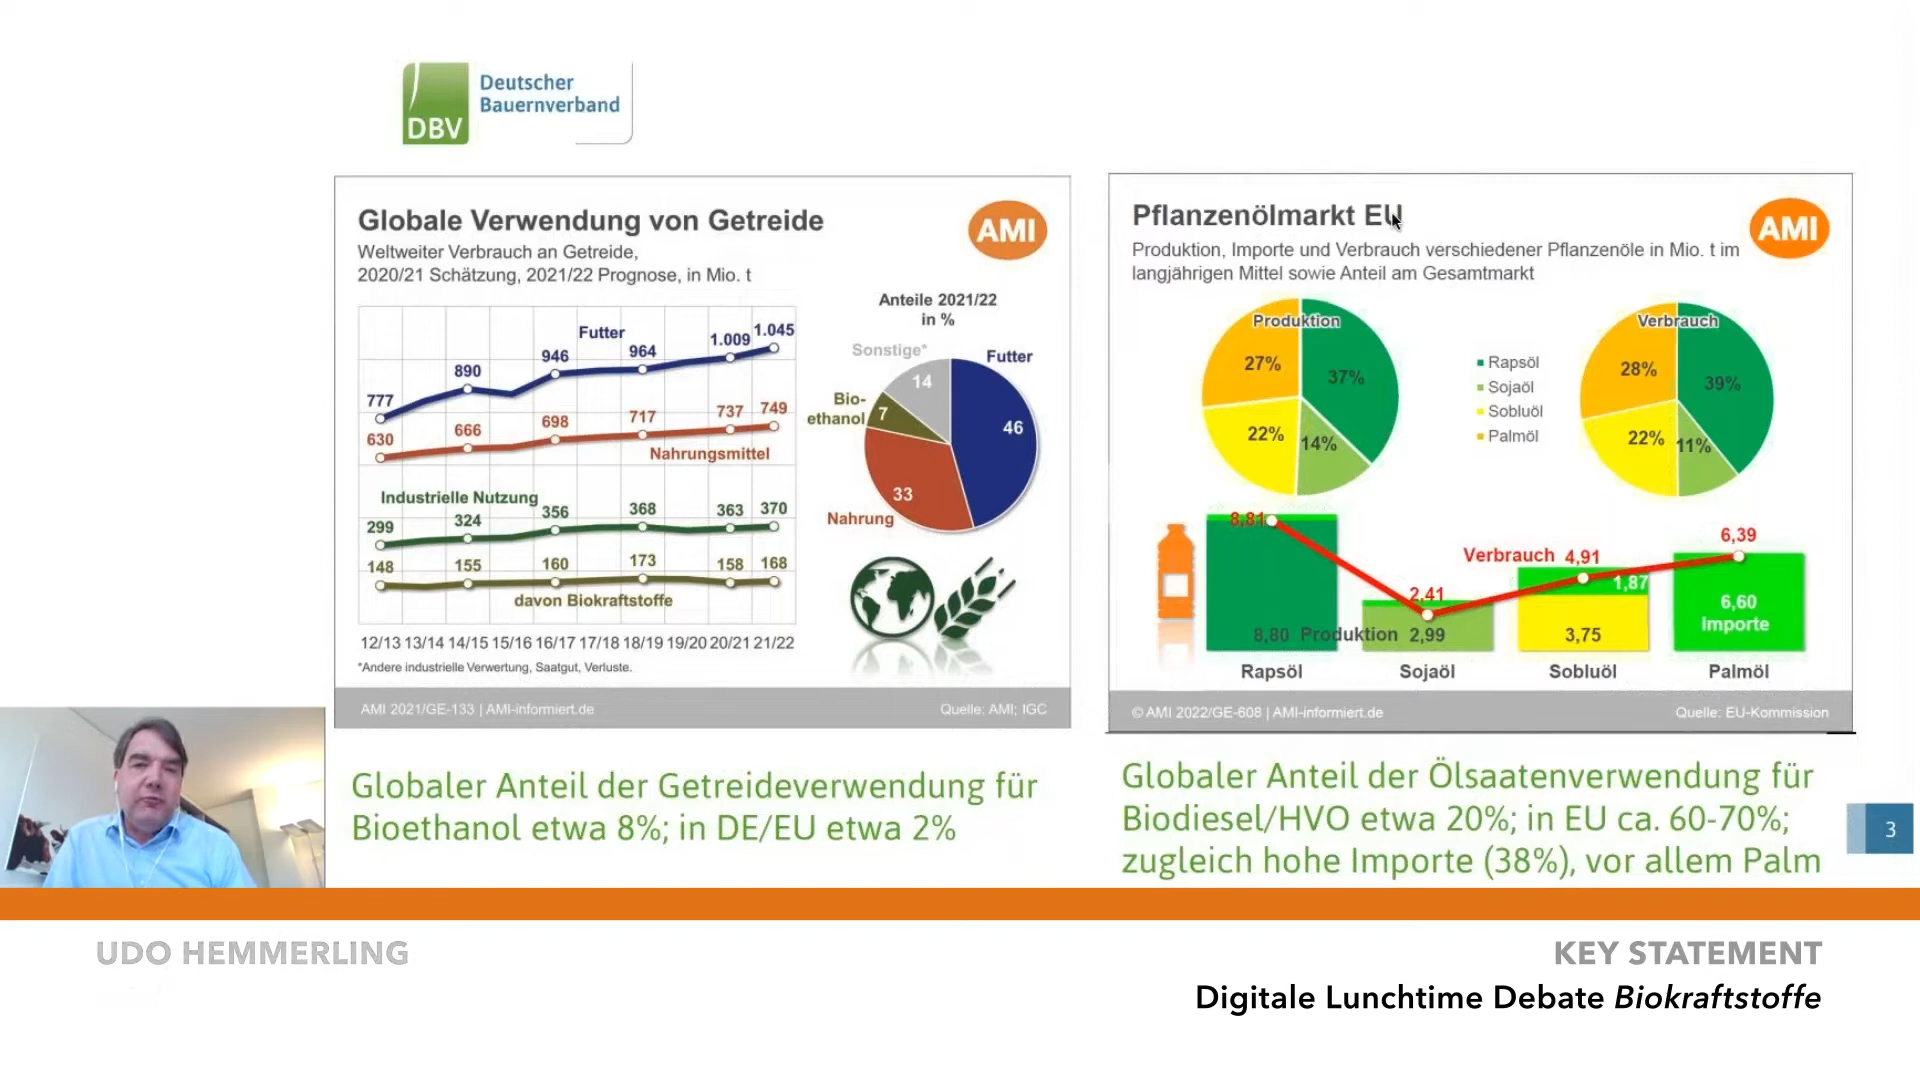 DBV
Deutscher
Bauernverband
Globale Verwendung von Getreide
AMI
Weltweiter Verbrauch an Getreide,
2020/21 Schätzung, 2021/22 Prognose, in Mio. t
Futter
777
890
946
964
1.009
1.045
630
666
698
717
737
749
Nahrungsmittel
Industrielle Nutzung
299
324
356
368
363
370
148
155
160
173
158
168
davon Biokraftstoffe
12/13 13/14 14/15 15/16 16/17 17/18 18/19 19/20 20/21 21/22
*Andere industrielle Verwertung, Saatgut, Verluste.
Anteile 2021/22
in %
Sonstige*
Futter
14
Bio-
ethanol
7
46
33
Nahrung
AMI 2021/GE-133 | AMI-informiert.de
Quelle: AMI; IGC
Pflanzenölmarkt EU
AMI
Produktion, Importe und Verbrauch verschiedener Pflanzenöle in Mio. t im
langjährigen Mittel sowie Anteil am Gesamtmarkt
Produktion
27%
37%
22%
14%
Rapsöl
Sojaöl
Sobluöl
Palmöl
Verbrauch
28%
39%
22%
11%
8,81
2,41
Verbrauch 4,91
6,39
1,87
6,60
Importe
8,80 Produktion 2,99
3,75
Rapsöl
Sojaöl
Sobluöl
Palmöl
© AMI 2022/GE-608 | AMI-informiert.de
Quelle: EU-Kommission
Globaler Anteil der Getreideverwendung für
Bioethanol etwa 8%; in DE/EU etwa 2%
Globaler Anteil der Ölsaatenverwendung für
Biodiesel/HVO etwa 20%; in EU ca. 60-70%;
zugleich hohe Importe (38%), vor allem Palm
3
UDO HEMMERLING
KEY STATEMENT
Digitale Lunchtime Debate Biokraftstoffe